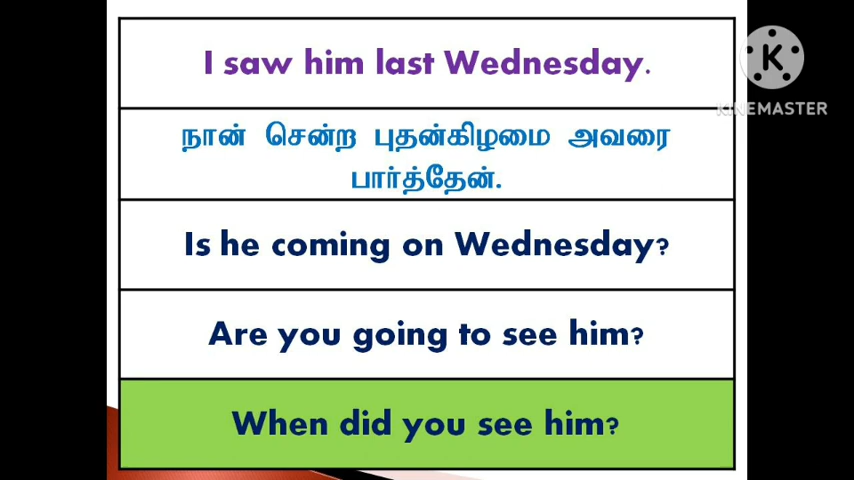 I saw him last Wednesday.
K
KINEMASTER
நான் சென்ற புதன்கிழமை அவரை
பார்த்தேன்.
Is he coming on Wednesday?
Are you going to see him?
When did you see him?